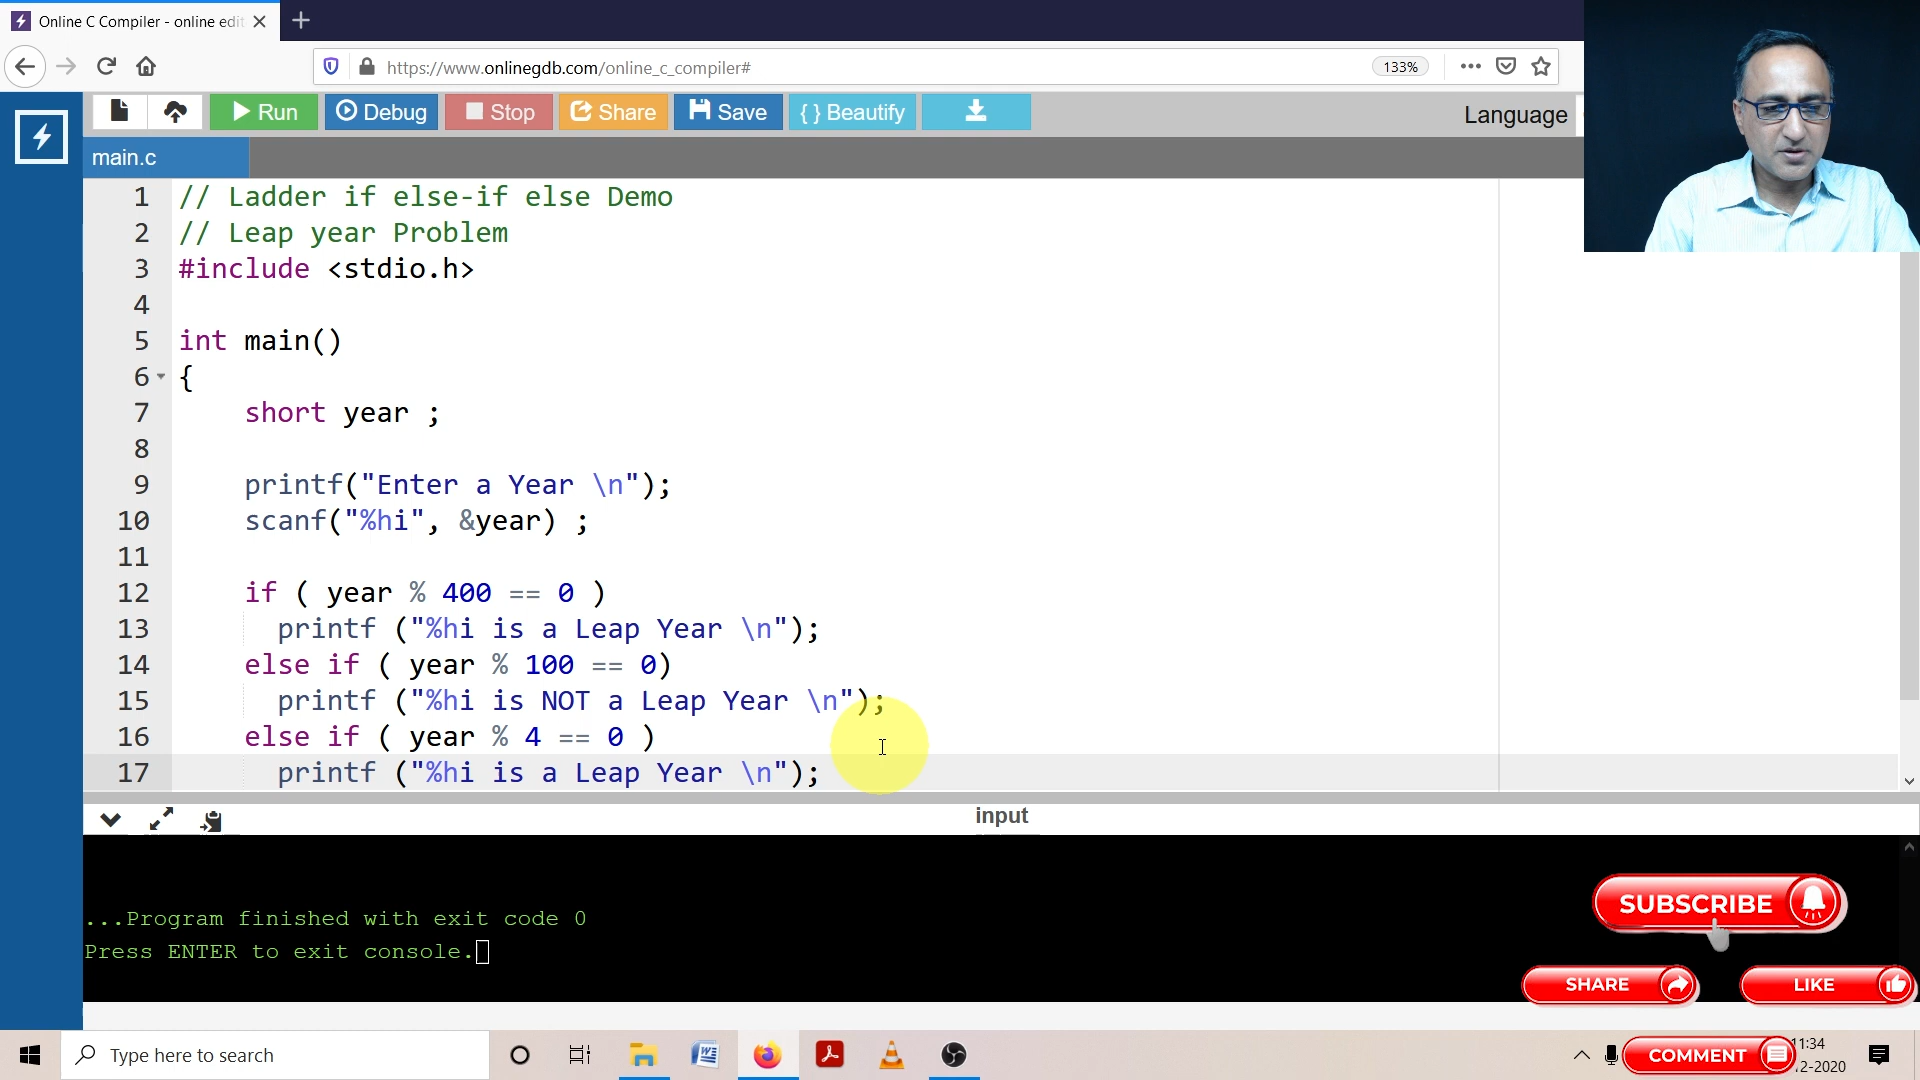 Online C Compiler - online edit
https://www.onlinegdb.com/online_c_compiler#
133%
Run
Debug
Stop
Share
Save
{ } Beautify
Language
main.c
1 // Ladder if else-if else Demo
2 // Leap year Problem
3 #include <stdio.h>
4
5 int main()
6 {
7 short year ;
8
9 printf("Enter a Year \n");
10 scanf("%hi", &year) ;
11
12 if ( year % 400 == 0 )
13 printf ("%hi is a Leap Year \n");
14 else if ( year % 100 == 0)
15 printf ("%hi is NOT a Leap Year \n");
16 else if ( year % 4 == 0 )
17 printf ("%hi is a Leap Year \n");
input
...Program finished with exit code 0
Press ENTER to exit console.
SUBSCRIBE
SHARE
LIKE
Type here to search
COMMENT
11:34
2-2020